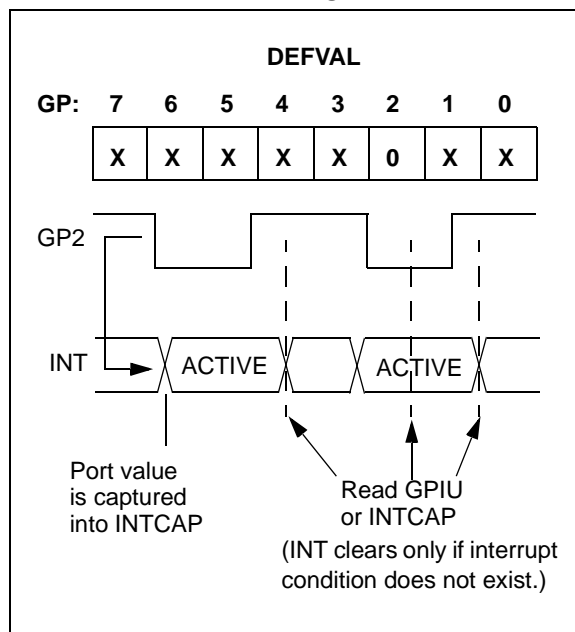 DEFVAL
GP: 7 6 5 4 3 2 1 0
X X X X X 0 X X
GP2
INT ACTIVE ACTIVE
Port value
is captured
into INTCAP
Read GPIU
or INTCAP
(INT clears only if interrupt
condition does not exist.)